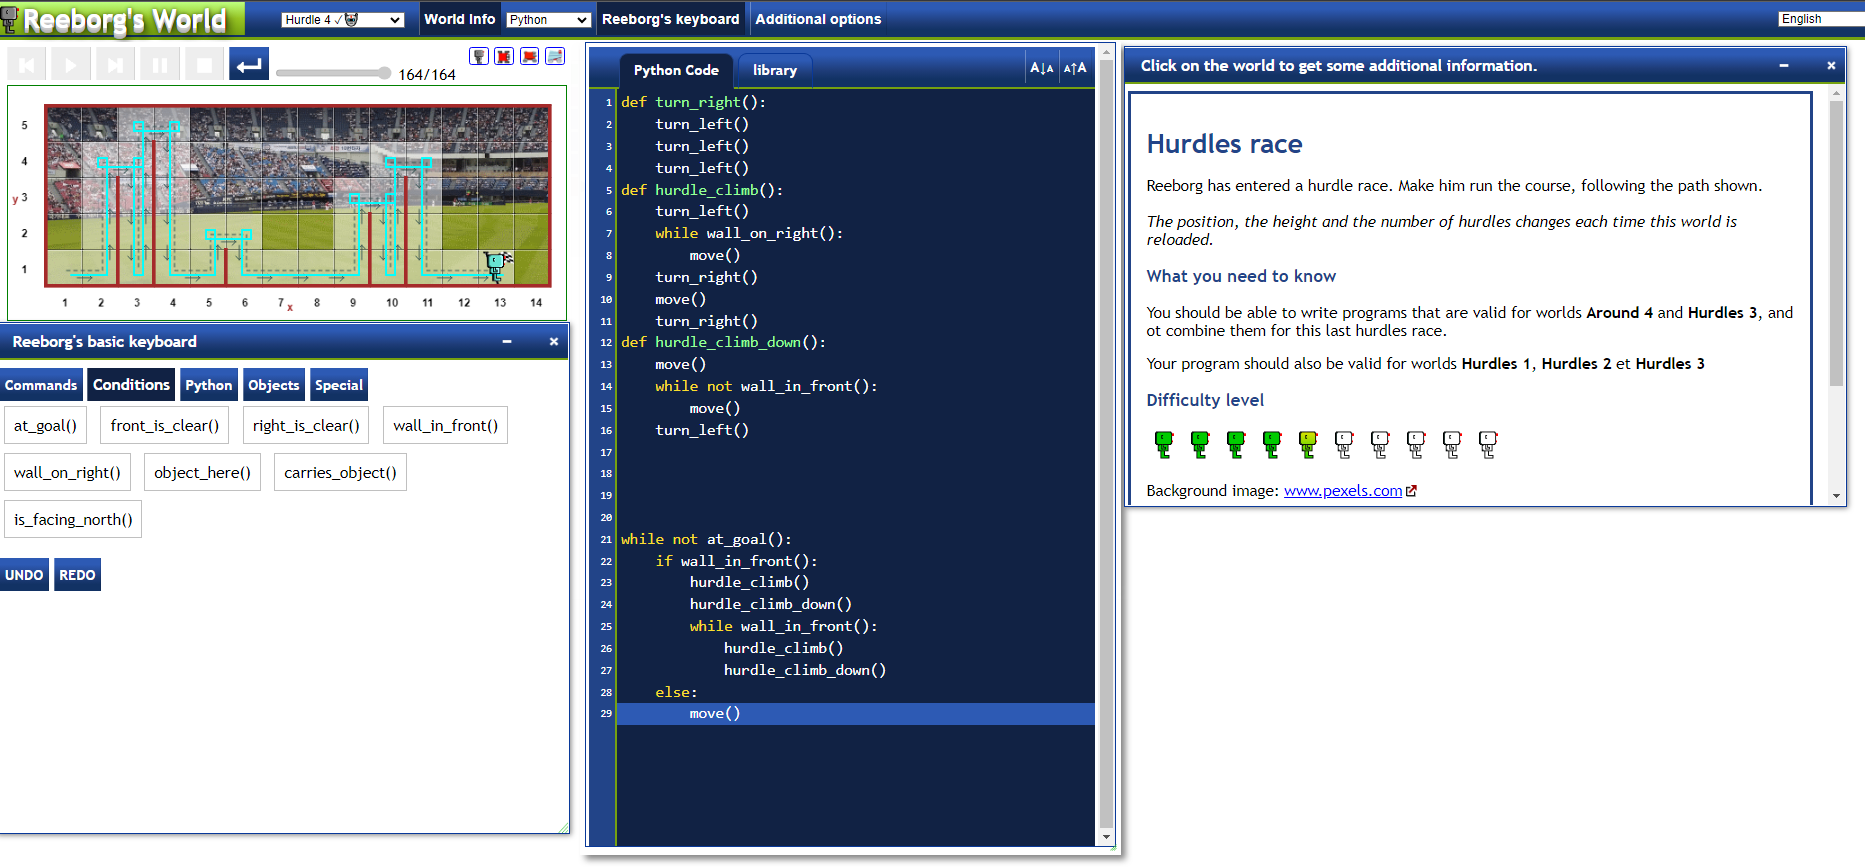 Reeborg's World
Hurdle 4 ✓
World Info
Python
Reeborg's keyboard
Additional options
English
164/164
5
4
y 3
2
1
1 2 3 4 5 6 7 x 8 9 10 11 12 13 14
Reeborg's basic keyboard
Commands
Conditions
Python
Objects
Special
at_goal()
front_is_clear()
right_is_clear()
wall_in_front()
wall_on_right()
object_here()
carries_object()
is_facing_north()
UNDO
REDO
Python Code
library
A↓A
A↑A
1 def turn_right():
2     turn_left()
3     turn_left()
4     turn_left()
5 def hurdle_climb():
6     turn_left()
7     while wall_on_right():
8         move()
9     turn_right()
10     move()
11     turn_right()
12 def hurdle_climb_down():
13     move()
14     while not wall_in_front():
15         move()
16     turn_left()
17
18
19
20
21 while not at_goal():
22     if wall_in_front():
23         hurdle_climb()
24         hurdle_climb_down()
25         while wall_in_front():
26             hurdle_climb()
27             hurdle_climb_down()
28     else:
29         move()
Click on the world to get some additional information.
Hurdles race
Reeborg has entered a hurdle race. Make him run the course, following the path shown.
The position, the height and the number of hurdles changes each time this world is
reloaded.
What you need to know
You should be able to write programs that are valid for worlds Around 4 and Hurdles 3, and
ot combine them for this last hurdles race.
Your program should also be valid for worlds Hurdles 1, Hurdles 2 et Hurdles 3
Difficulty level
Background image: www.pexels.com